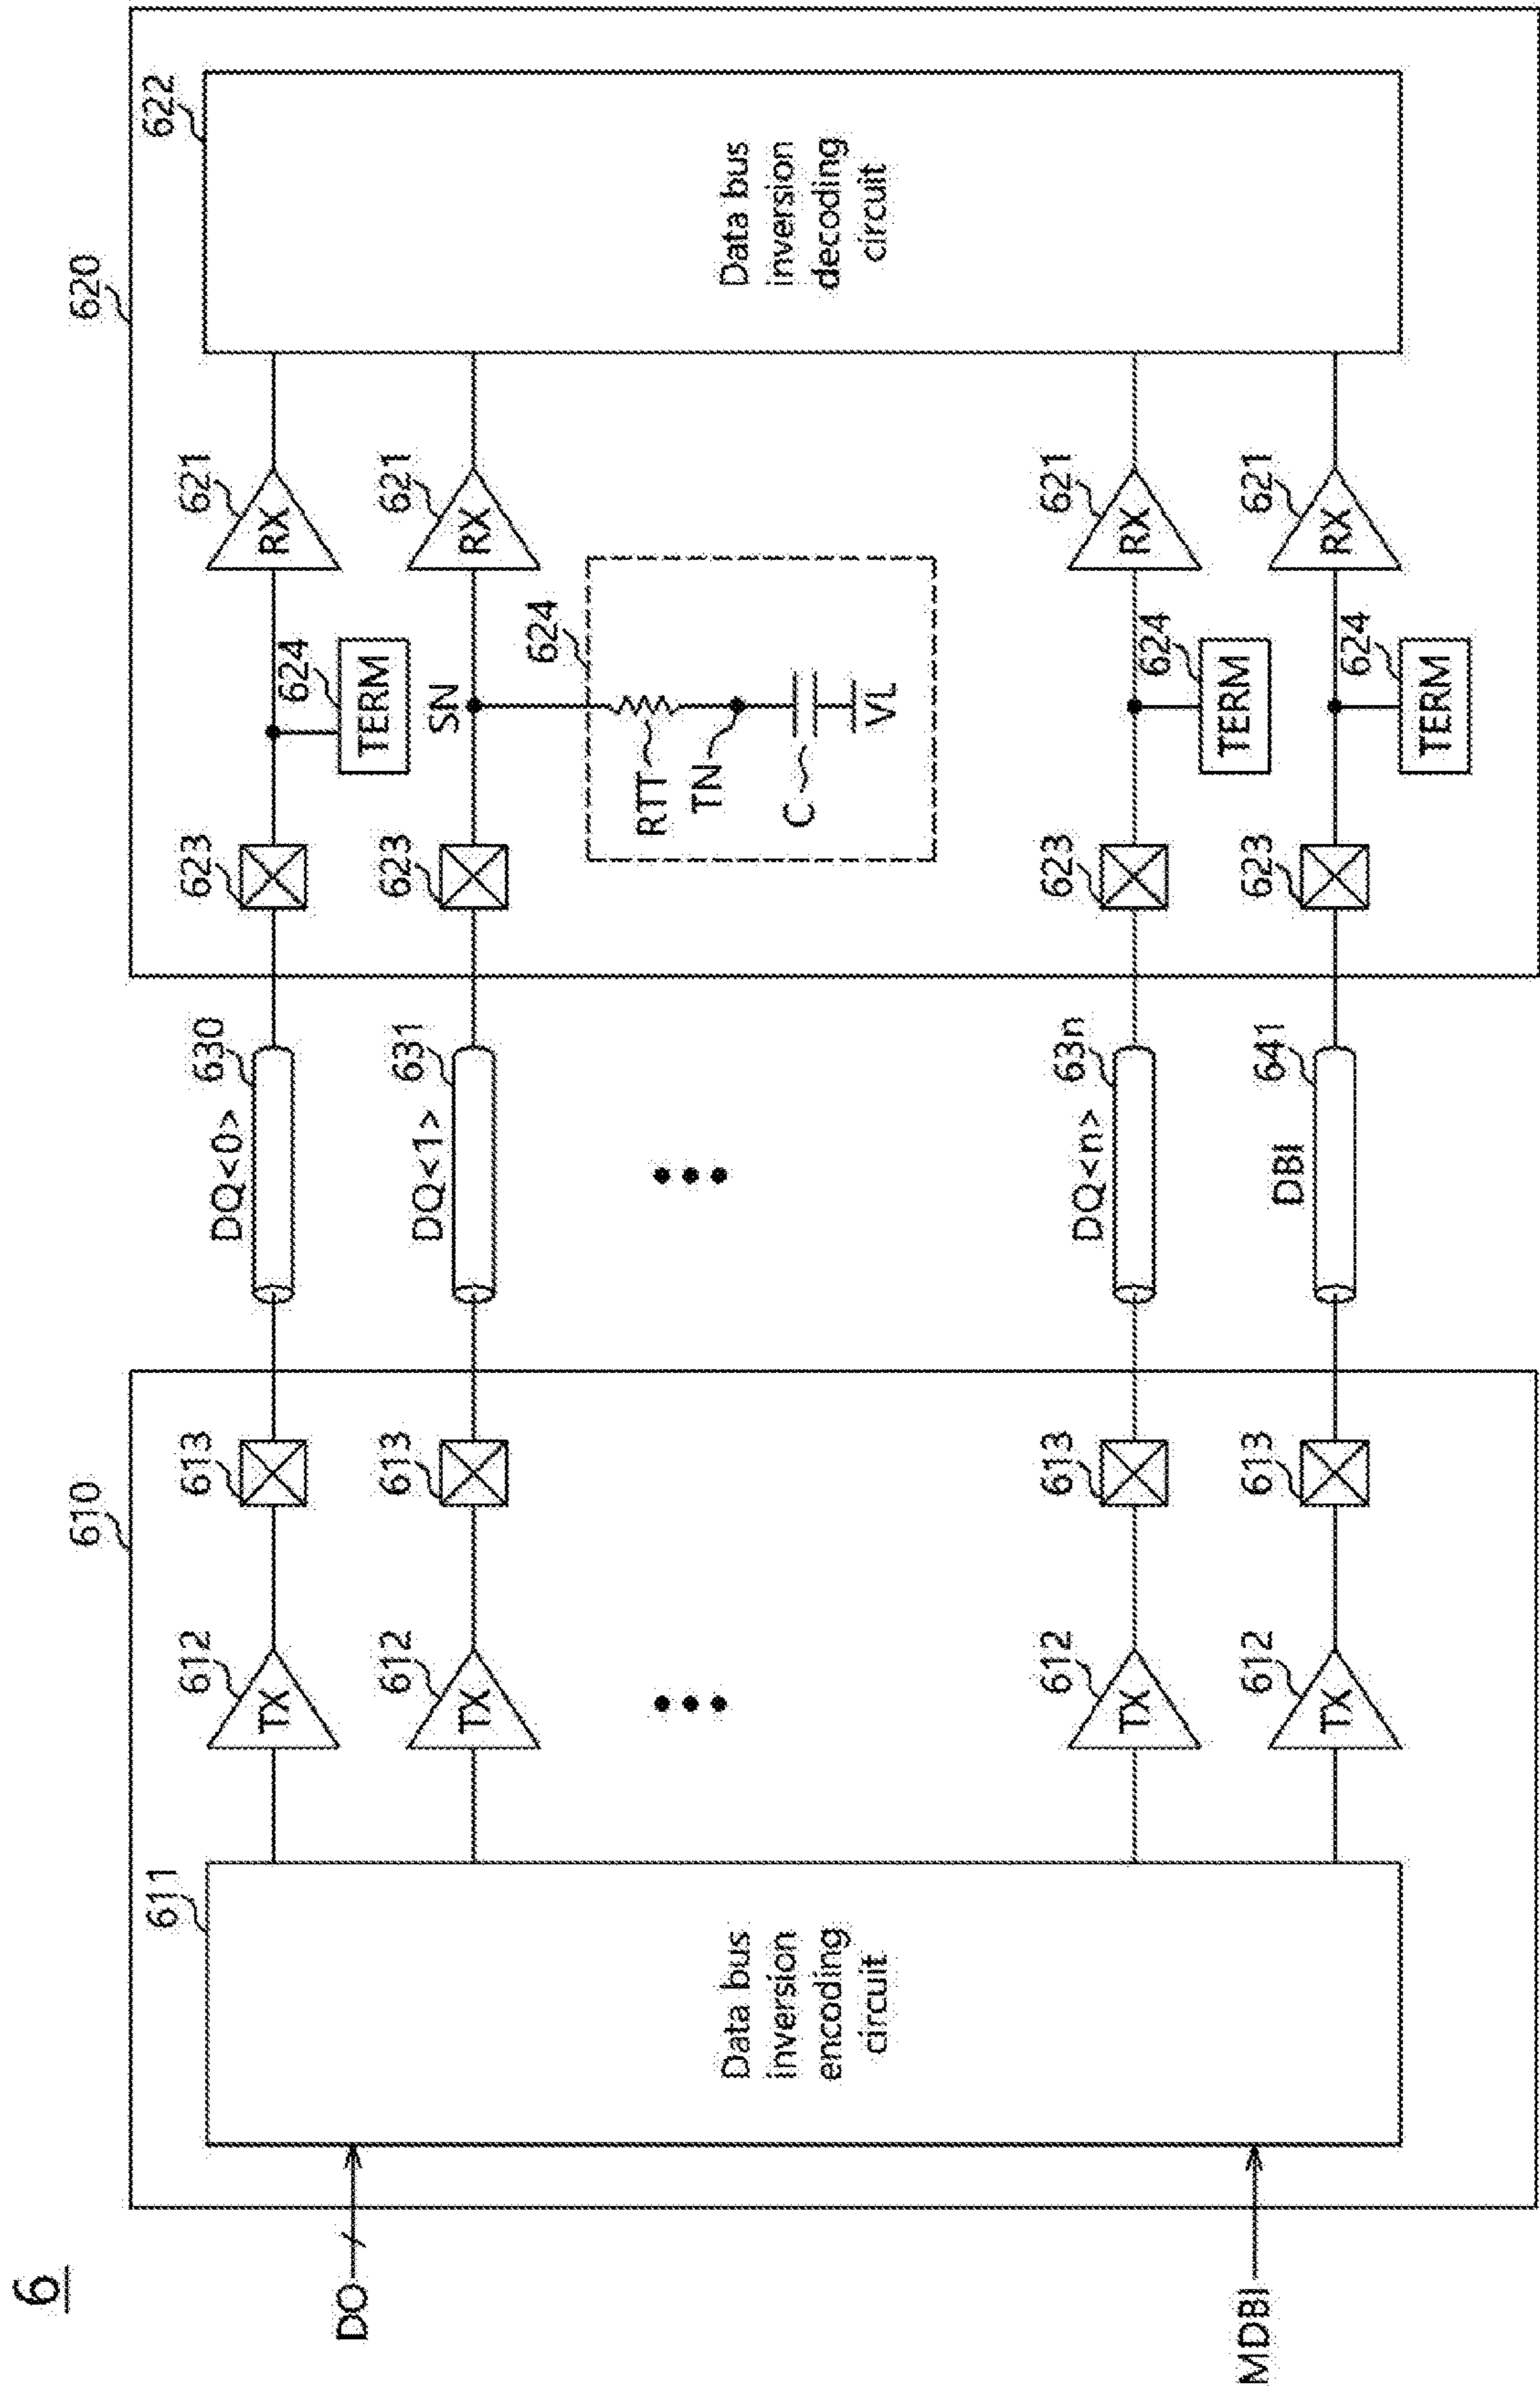 6
610
620
611
622
DO
MDBI
Data bus
inversion
encoding
circuit
612
TX
613
DQ<0>
630
623
624
TERM
621
RX
612
TX
613
DQ<1>
631
623
SN
621
RX
624
RTT
TN
C
VL
612
TX
613
DQ<n>
63n
623
624
TERM
621
RX
612
TX
613
DBI
641
623
624
TERM
621
RX
Data bus
inversion
decoding
circuit